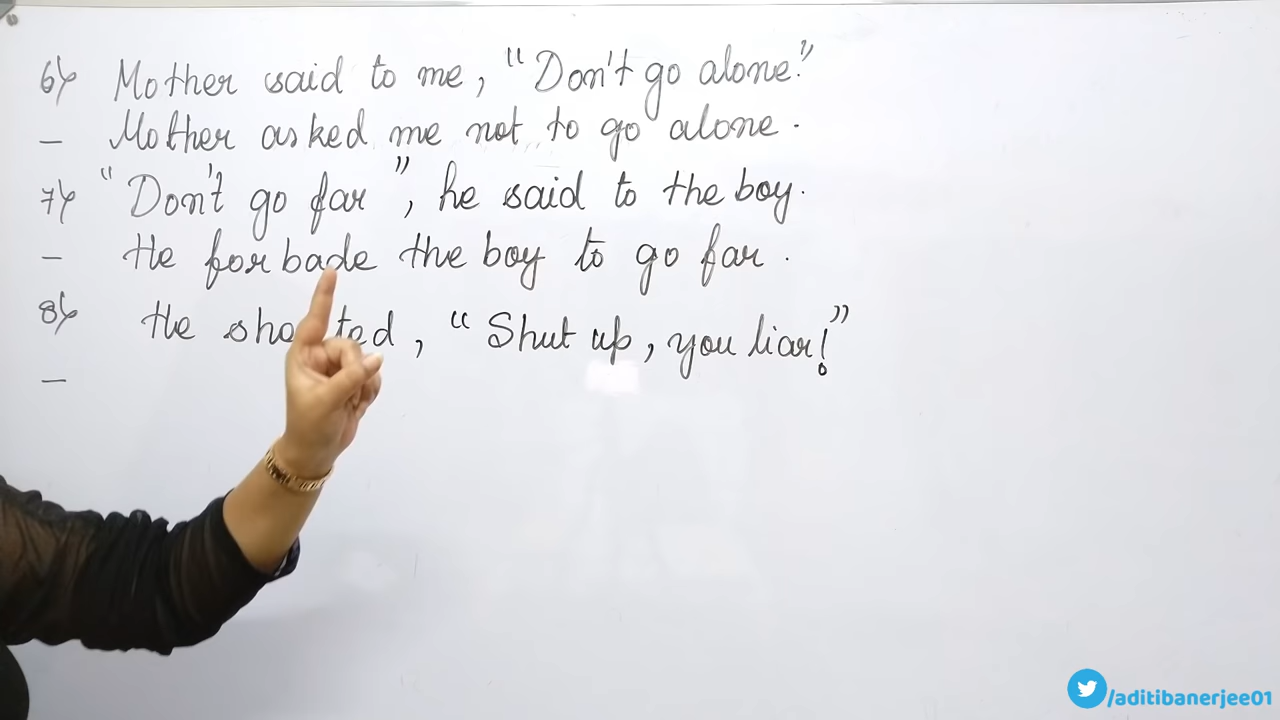 6) Mother said to me, "Don't go alone."
- Mother asked me not to go alone.
7) "Don't go far", he said to the boy.
- He forbade the boy to go far.
8) He shouted, "Shut up, you liar!"
-
/aditibanerjee01